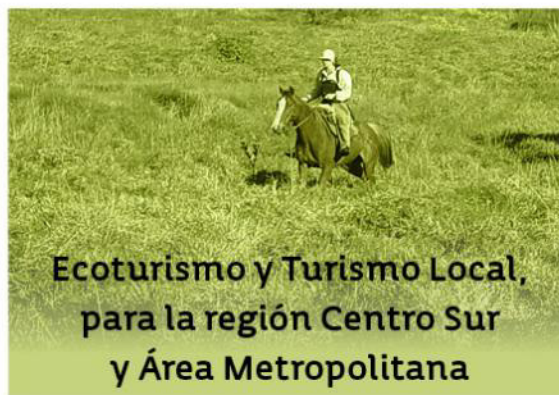 Ecoturismo y Turismo Local,
para la región Centro Sur
y Área Metropolitana